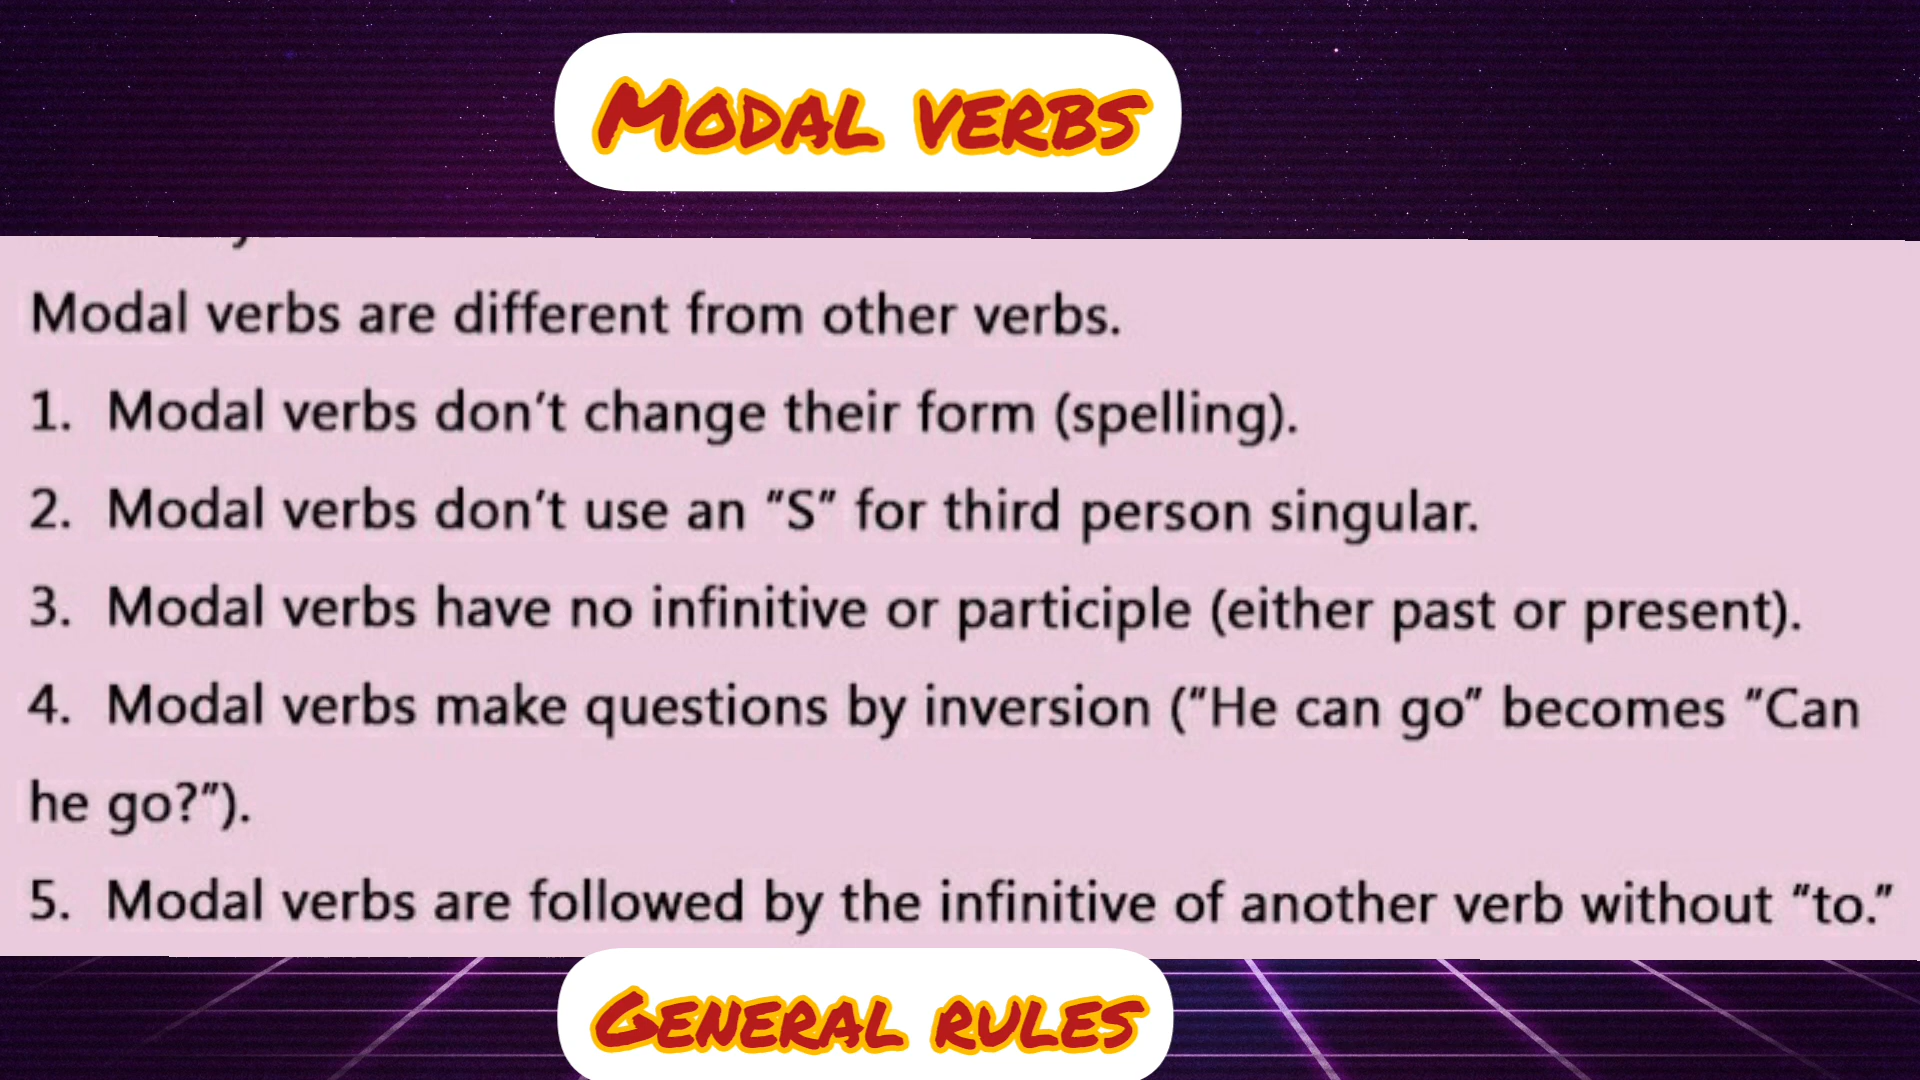 MODAL VERBS
Modal verbs are different from other verbs.
1. Modal verbs don't change their form (spelling).
2. Modal verbs don't use an "S" for third person singular.
3. Modal verbs have no infinitive or participle (either past or present).
4. Modal verbs make questions by inversion ("He can go" becomes "Can
he go?").
5. Modal verbs are followed by the infinitive of another verb without "to."
GENERAL RULES